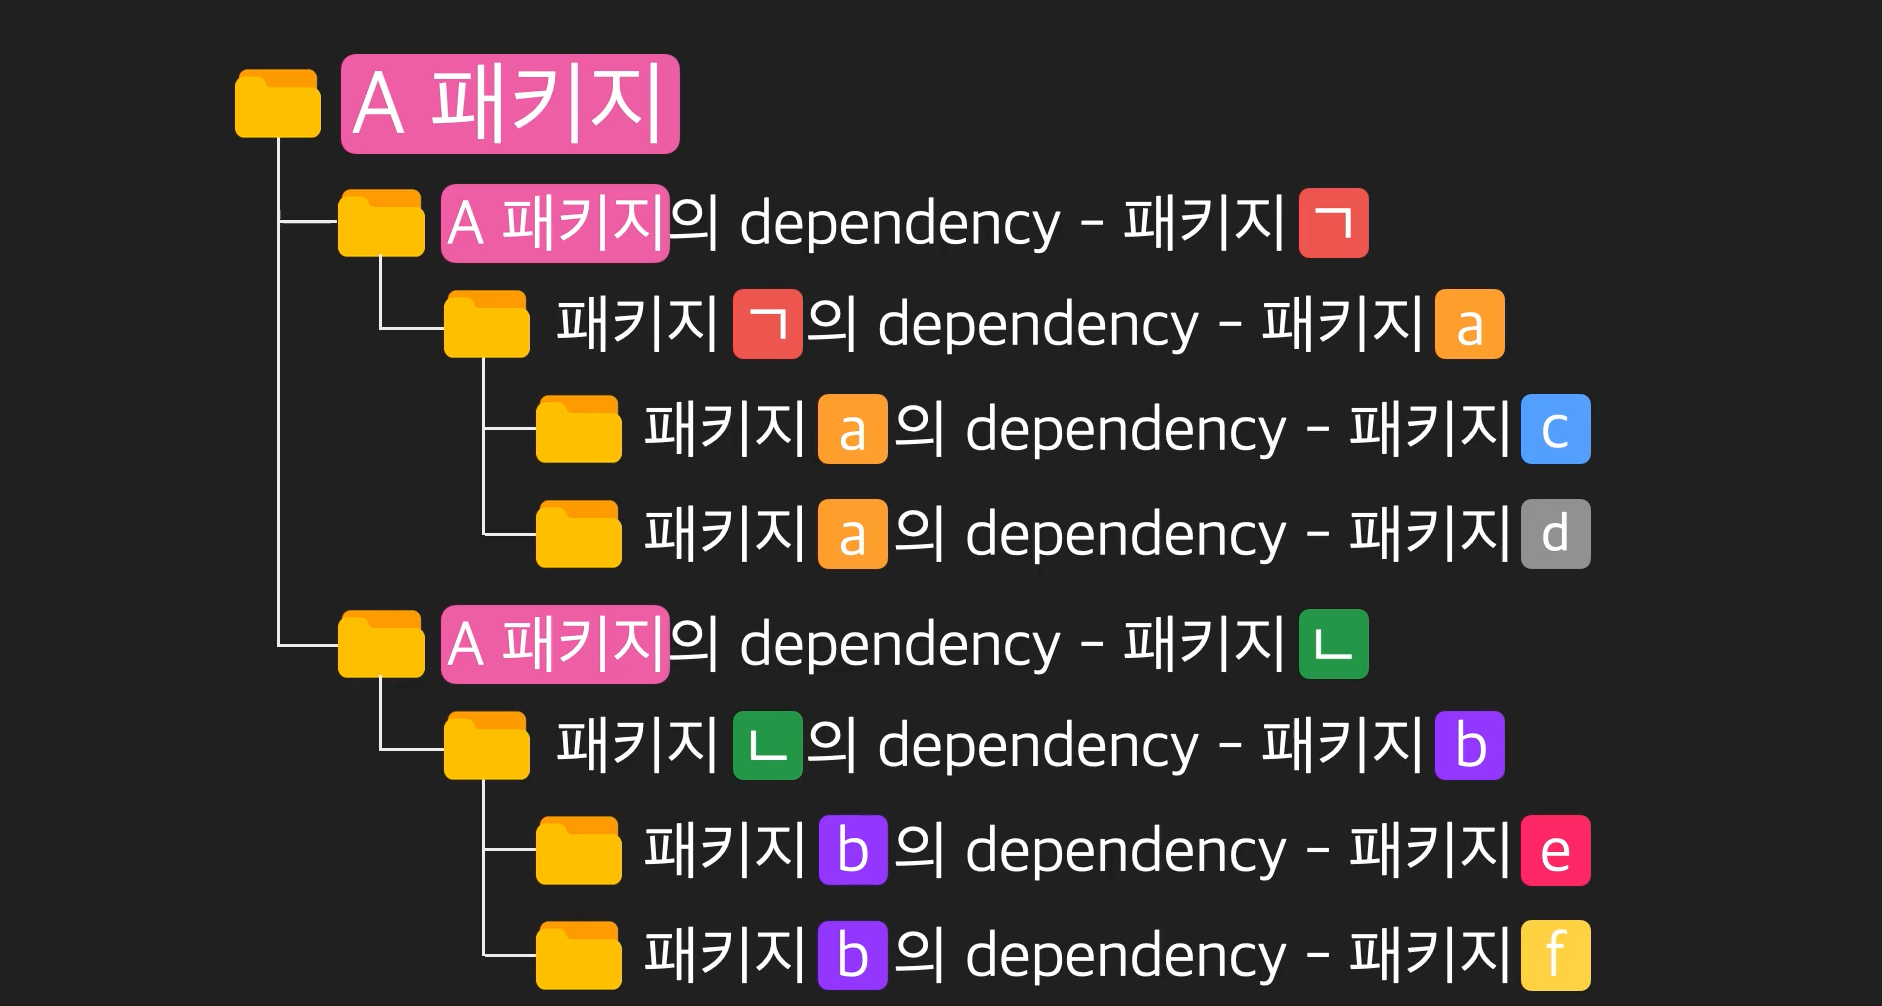 A 패키지
A 패키지의 dependency - 패키지 ㄱ
패키지 ㄱ의 dependency - 패키지 a
패키지 a의 dependency - 패키지 c
패키지 a의 dependency - 패키지 d
A 패키지의 dependency - 패키지 ㄴ
패키지 ㄴ의 dependency - 패키지 b
패키지 b의 dependency - 패키지 e
패키지 b의 dependency - 패키지 f